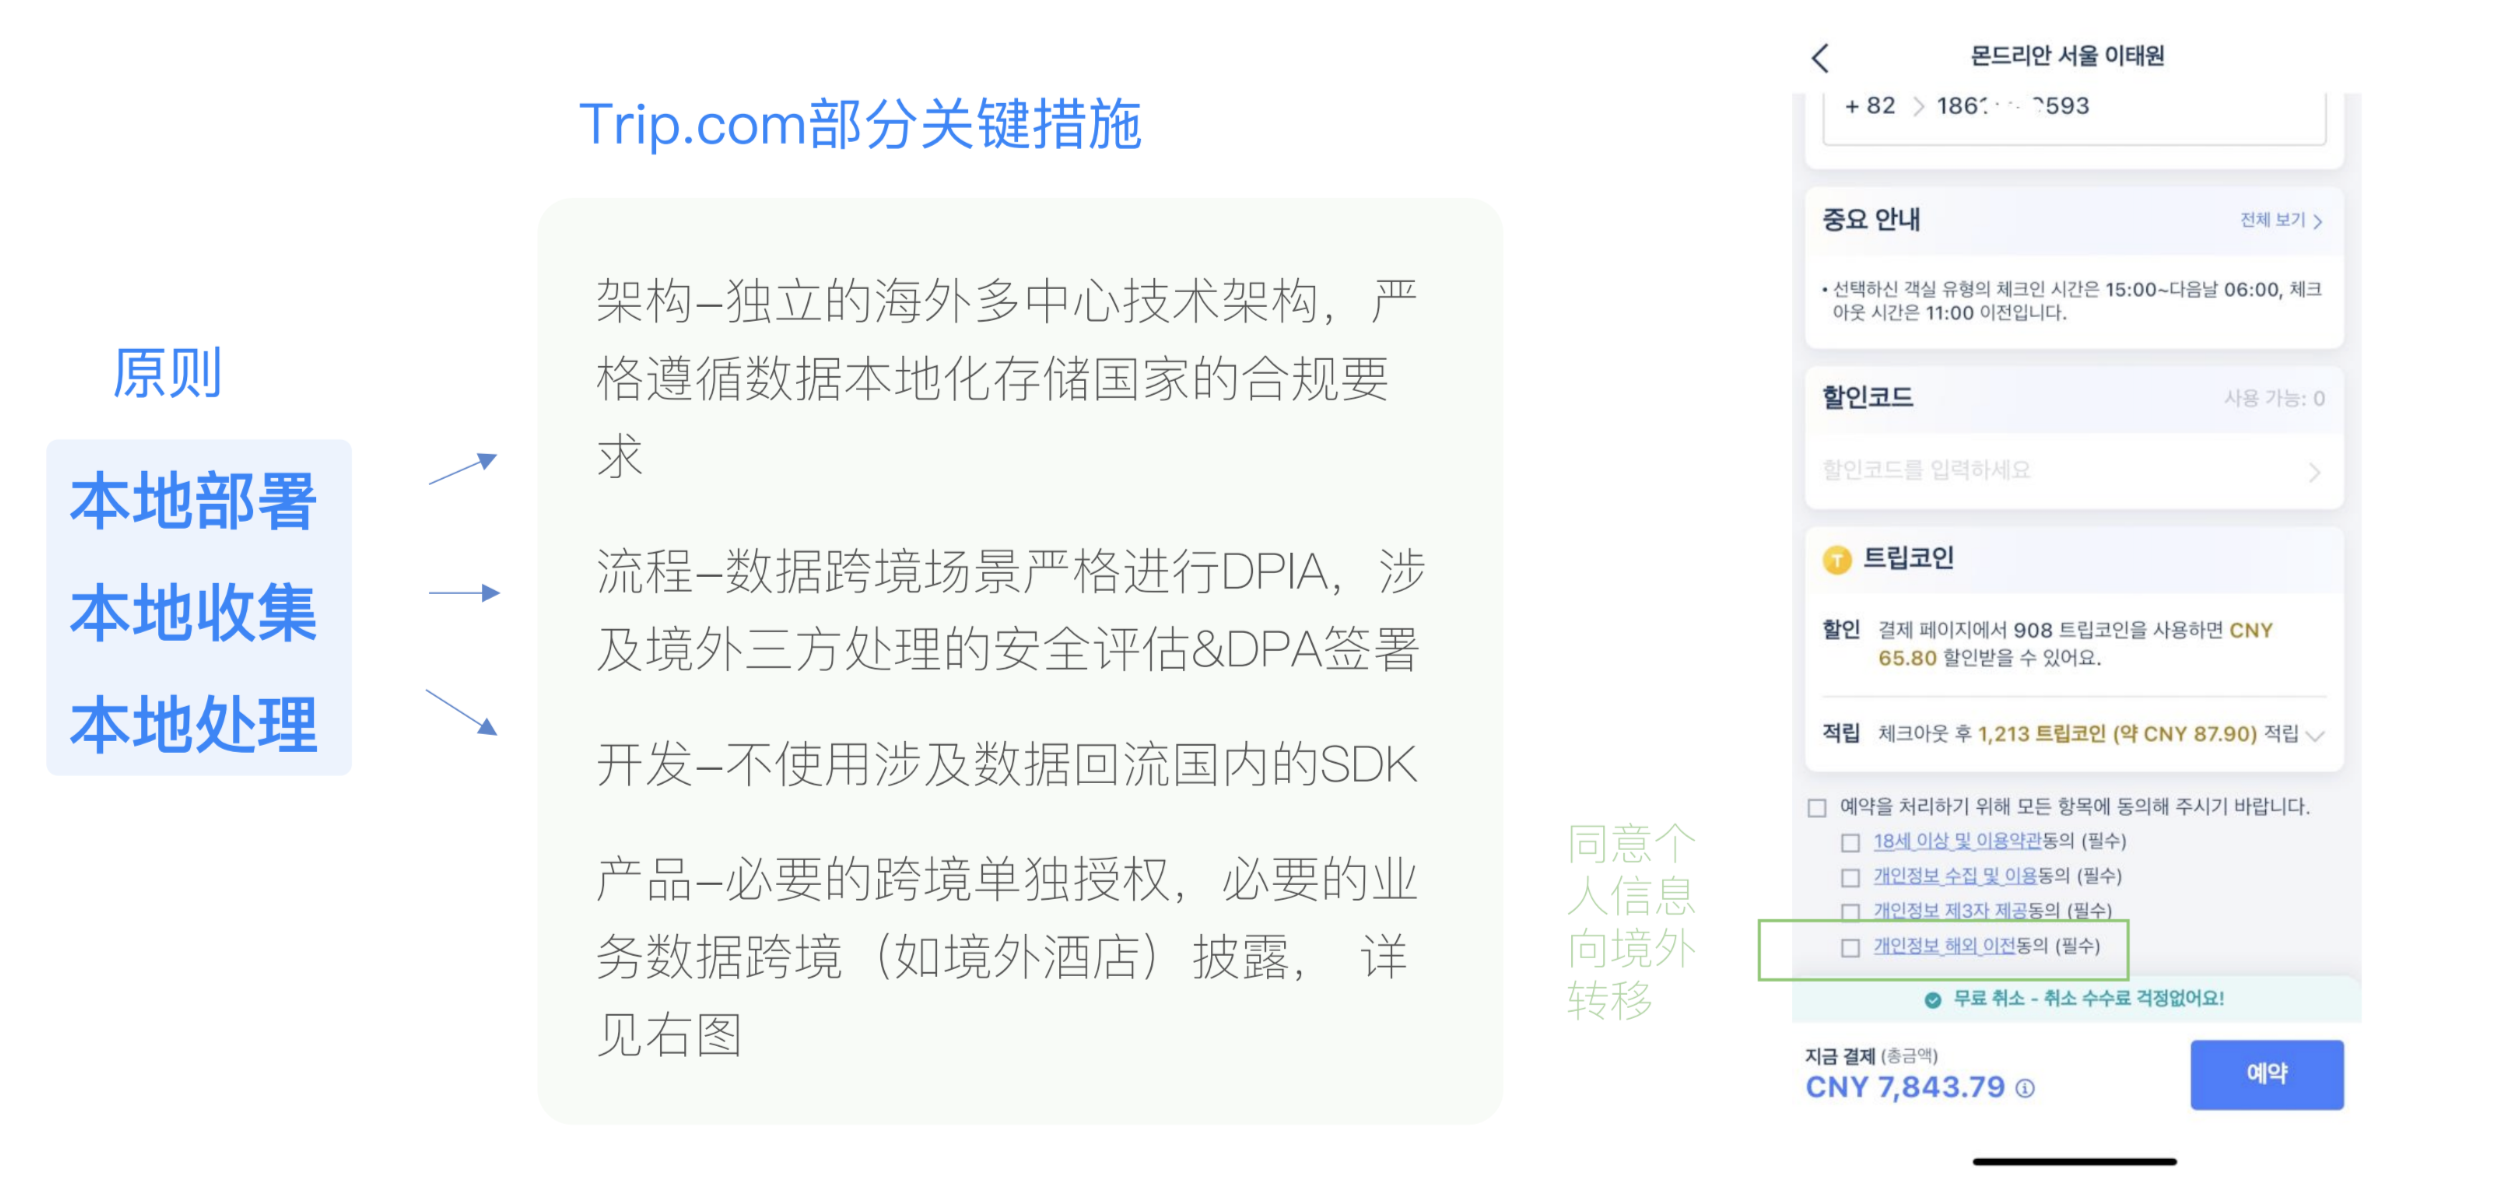 Trip.com部分关键措施
原则
本地部署
本地收集
本地处理
架构–独立的海外多中心技术架构，严
格遵循数据本地化存储国家的合规要
求
流程–数据跨境场景严格进行DPIA，涉
及境外三方处理的安全评估&DPA签署
开发–不使用涉及数据回流国内的SDK
产品–必要的跨境单独授权，必要的业
务数据跨境（如境外酒店）披露， 详
见右图
同意个
人信息
向境外
转移
몬드리안 서울 이태원
+ 82
중요 안내
전체 보기
• 선택하신 객실 유형의 체크인 시간은 15:00~다음날 06:00, 체크
아웃 시간은 11:00 이전입니다.
할인코드
사용 가능: 0
할인코드를 입력하세요
T 트립코인
할인 결제 페이지에서 908 트립코인을 사용하면 CNY
65.80 할인받을 수 있어요.
적립 체크아웃 후 1,213 트립코인 (약 CNY 87.90) 적립
예약을 처리하기 위해 모든 항목에 동의해 주시기 바랍니다.
18세 이상 및 이용약관동의 (필수)
개인정보 수집 및 이용동의 (필수)
개인정보 제3자 제공동의 (필수)
개인정보 해외 이전동의 (필수)
무료 취소 - 취소 수수료 걱정없어요!
지금 결제 (총금액)
CNY 7,843.79
예약